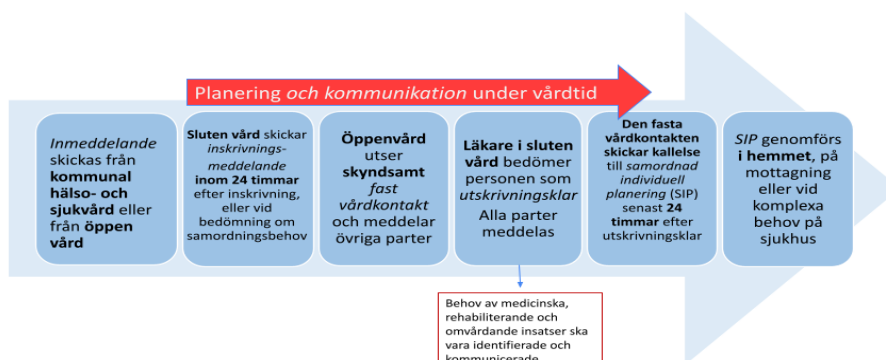 Planering och kommunikation under vårdtid
Inmeddelande
skickas från
kommunal
hälso- och
sjukvård eller
från öppen
vård
Sluten vård skickar
inskrivnings-
meddelande
inom 24 timmar
efter inskrivning,
eller vid
bedömning om
samordningsbehov
Öppenvård
utser
skyndsamt
fast
vårdkontakt
och meddelar
övriga parter
Läkare i sluten
vård bedömer
personen som
utskrivningsklar
Alla parter
meddelas
Den fasta
vårdkontakten
skickar kallelse
till samordnad
individuell
planering (SIP)
senast 24
timmar efter
utskrivningsklar
SIP genomförs
i hemmet, på
mottagning
eller vid
komplexa
behov på
sjukhus
Behov av medicinska,
rehabiliterande och
omvårdande insatser ska
vara identifierade och
kommunicerade